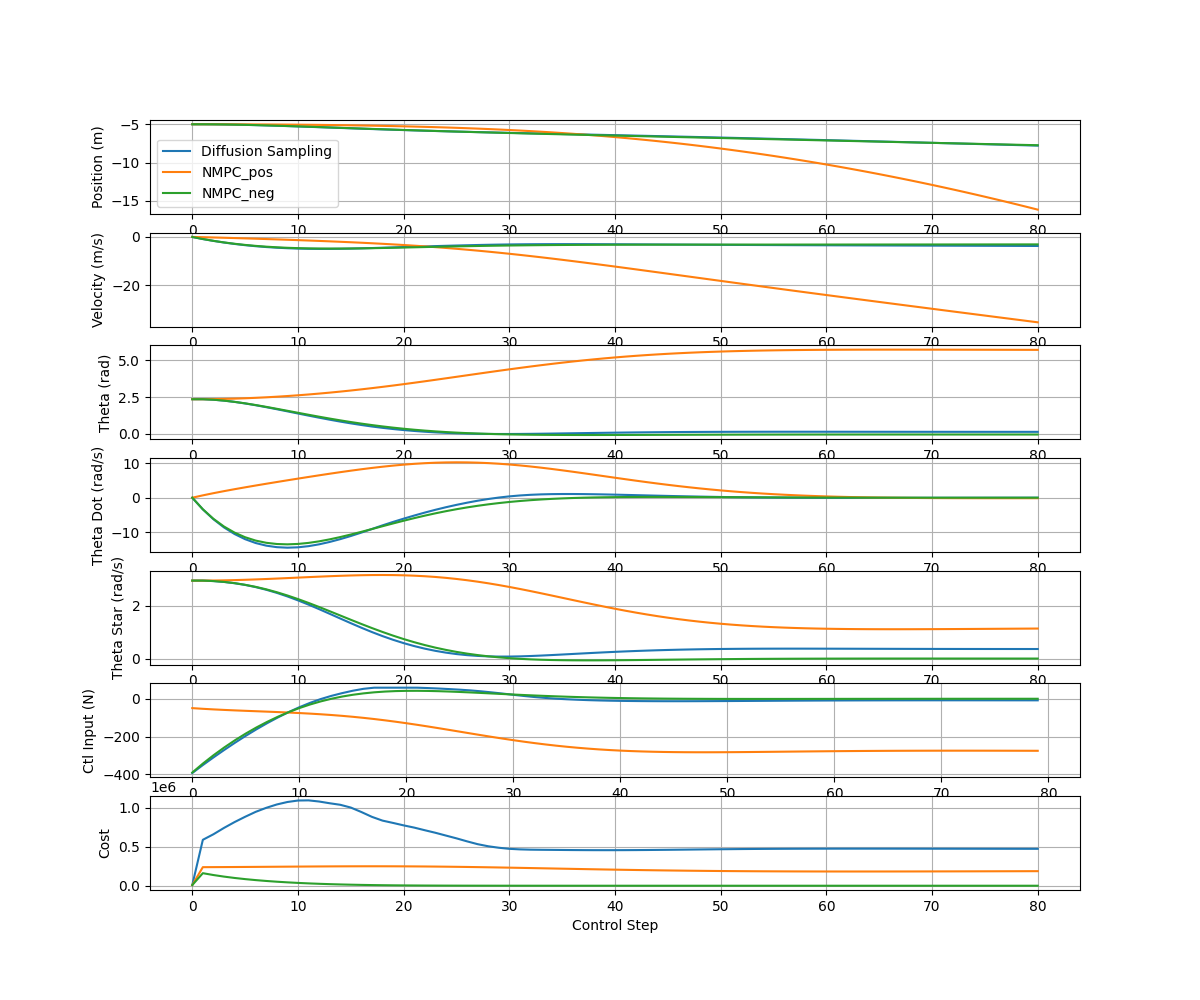 Position (m)
−5
−10
−15
Diffusion Sampling
NMPC_pos
NMPC_neg
0 10 20 30 40 50 60 70 80
Velocity (m/s)
0
−20
0 10 20 30 40 50 60 70 80
Theta (rad)
5.0
2.5
0.0
0 10 20 30 40 50 60 70 80
Theta Dot (rad/s)
10
0
−10
0 10 20 30 40 50 60 70 80
Theta Star (rad/s)
2
0
0 10 20 30 40 50 60 70 80
Ctl Input (N)
0
−200
−400
0 10 20 30 40 50 60 70 80
1e6
Cost
1.0
0.5
0.0
0 10 20 30 40 50 60 70 80
Control Step